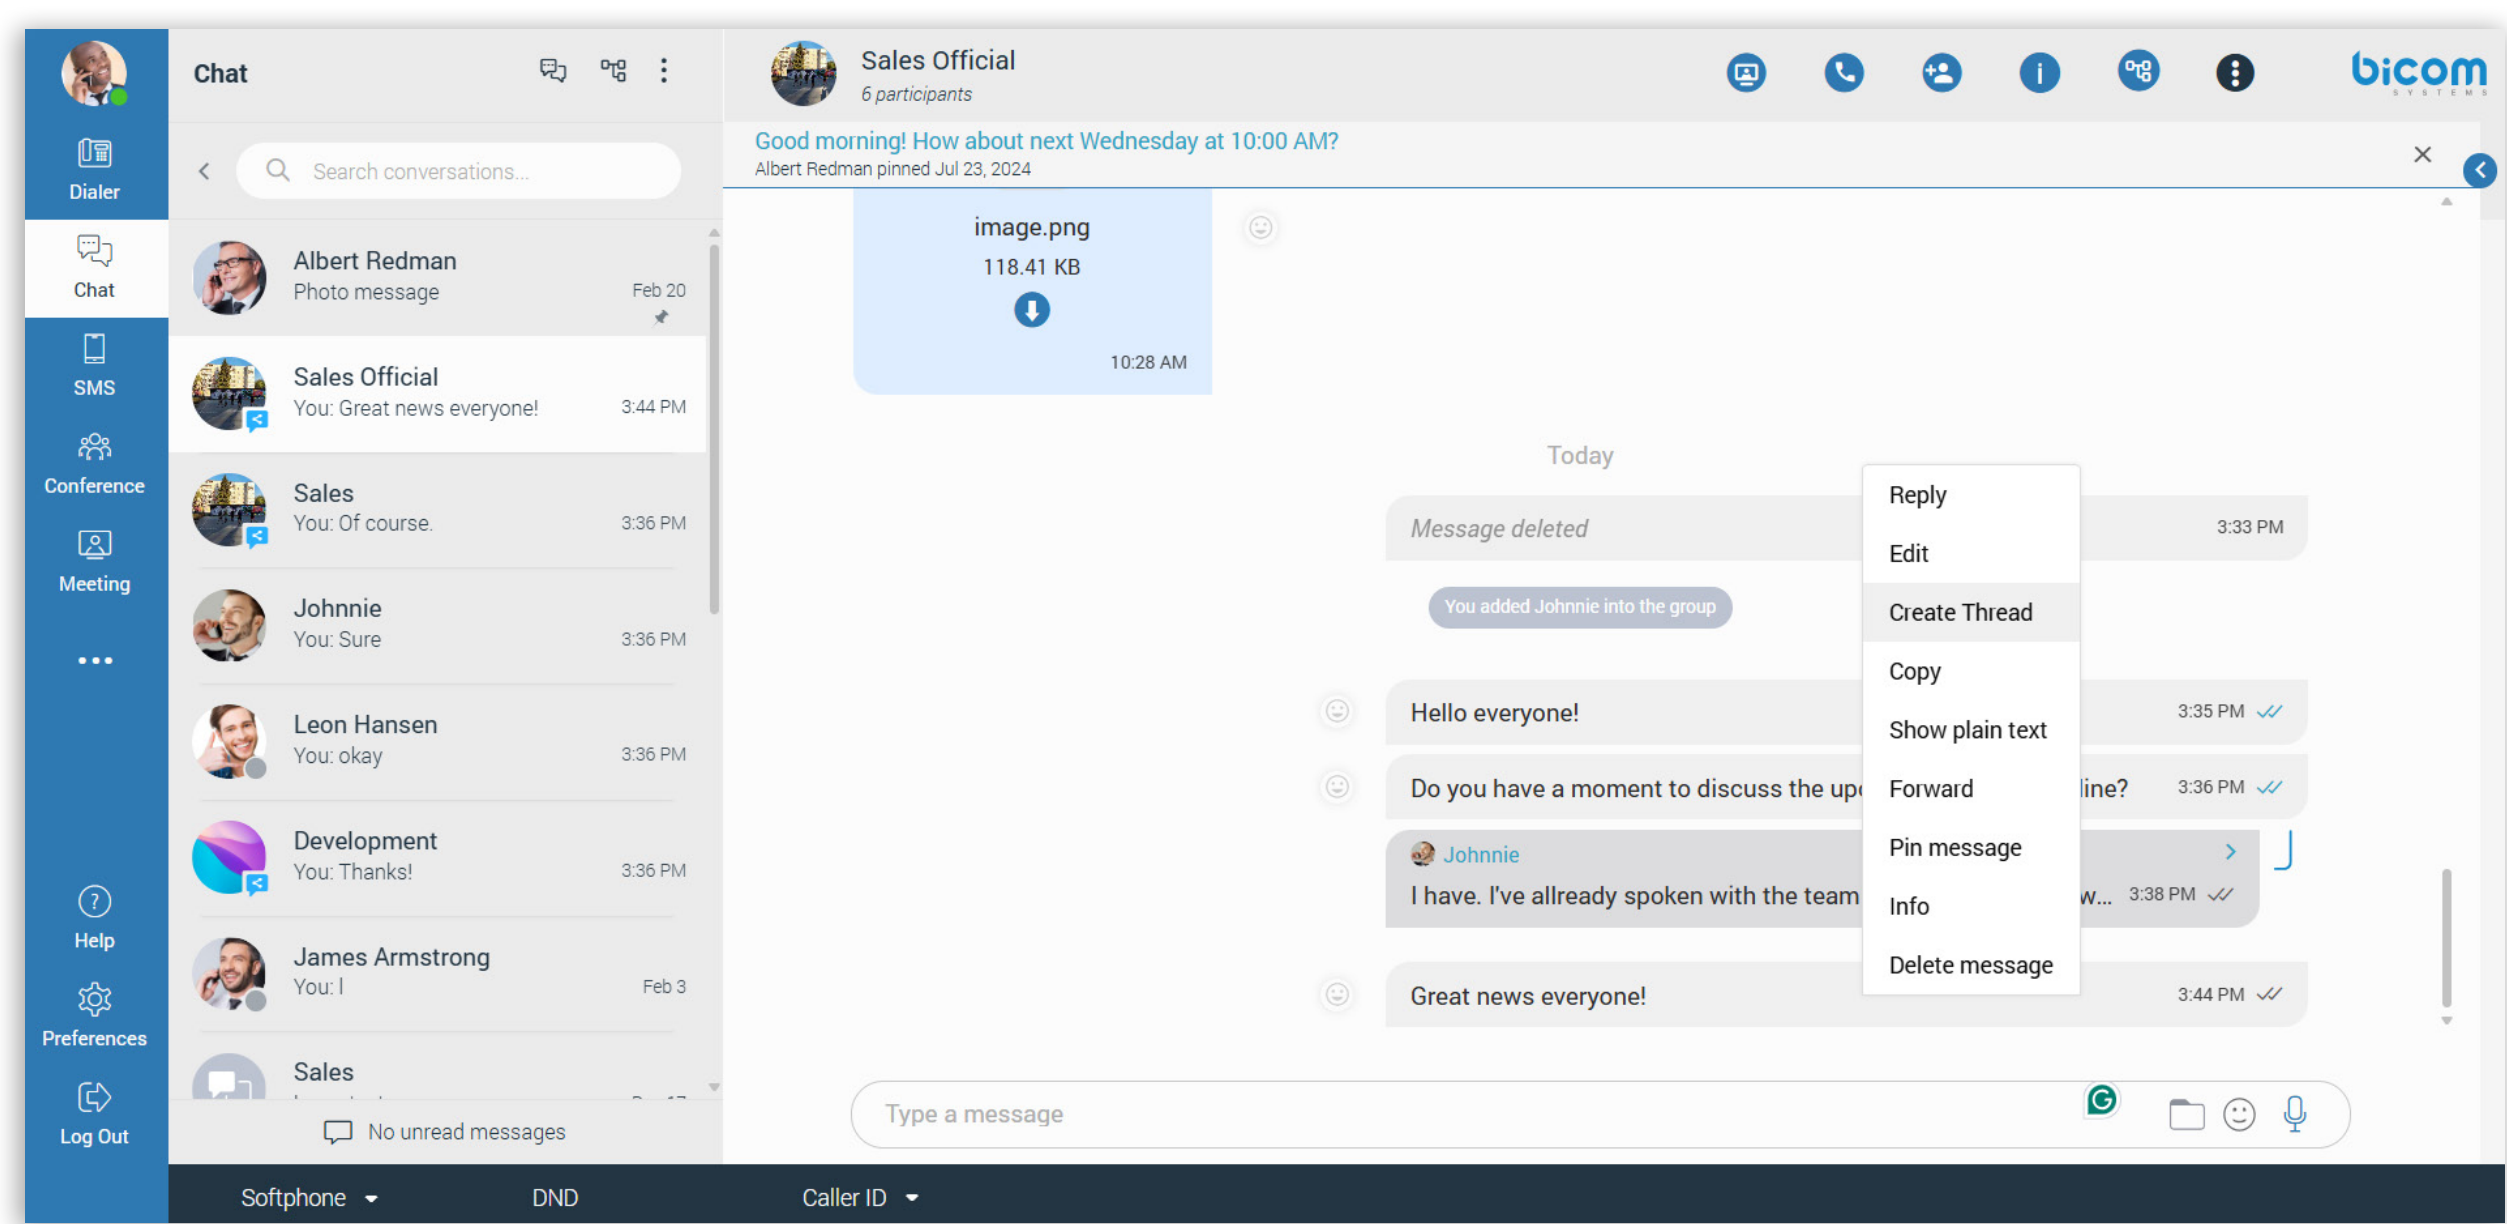 Chat
Sales Official
6 participants
bicom
SYSTEMS
Dialer
Chat
SMS
Conference
Meeting
Help
Preferences
Log Out
Search conversations...
Albert Redman
Photo message
Feb 20
Sales Official
You: Great news everyone!
3:44 PM
Sales
You: Of course.
3:36 PM
Johnnie
You: Sure
3:36 PM
Leon Hansen
You: okay
3:36 PM
Development
You: Thanks!
3:36 PM
James Armstrong
You: l
Feb 3
Sales
No unread messages
Good morning! How about next Wednesday at 10:00 AM?
Albert Redman pinned Jul 23, 2024
image.png
118.41 KB
10:28 AM
Today
Message deleted
3:33 PM
You added Johnnie into the group
Hello everyone!
3:35 PM
Do you have a moment to discuss the
line?
3:36 PM
Johnnie
I have. I've allready spoken with the team
w...
3:38 PM
Great news everyone!
3:44 PM
Reply
Edit
Create Thread
Copy
Show plain text
Forward
Pin message
Info
Delete message
Type a message
G
Softphone
DND
Caller ID